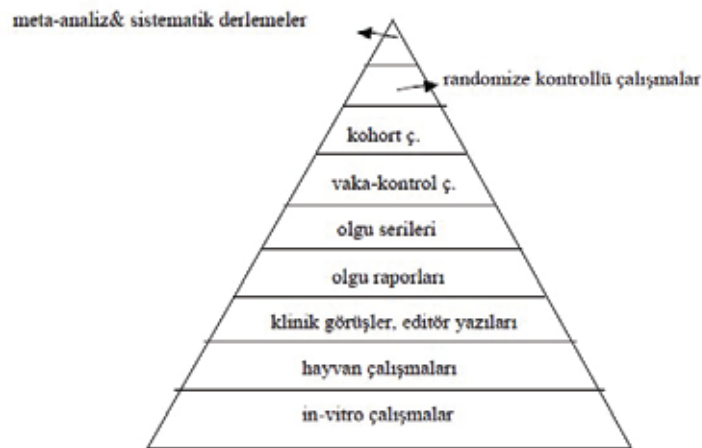 meta-analiz& sistematik derlemeler
randomize kontrollü çalışmalar
kohort ç.
vaka-kontrol ç.
olgu serileri
olgu raporları
klinik görüşler, editör yazıları
hayvan çalışmaları
in-vitro çalışmalar